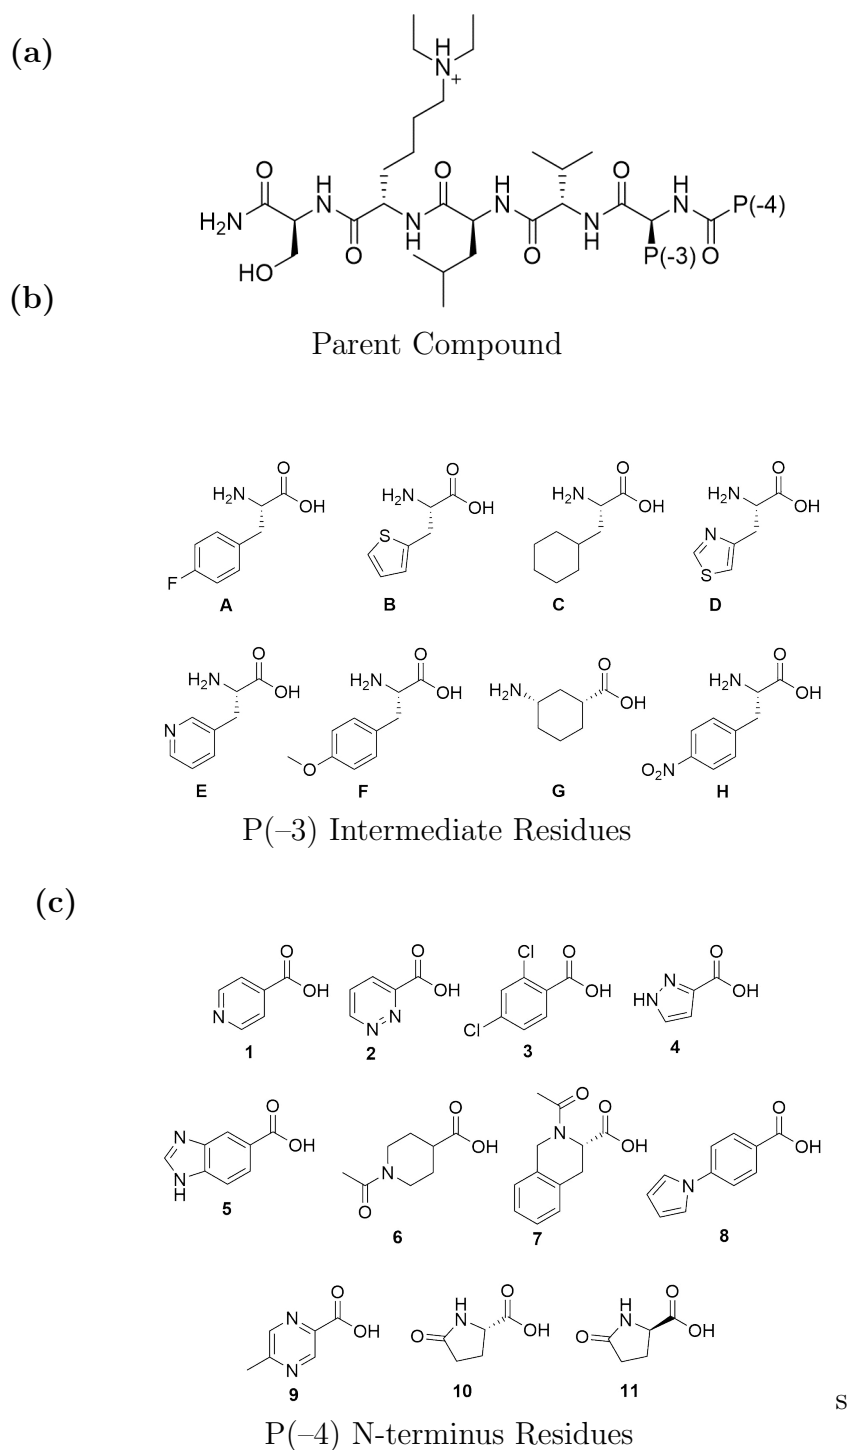 (a)
H
N
+
O
H
N
O
H
N
O
H
N
P(-4)
H₂N
O
N
H
O
N
H
P(-3)
O
HO
(b)
Parent Compound
O
H₂N
OH
F
A
O
H₂N
OH
S
B
O
H₂N
OH
C
O
H₂N
OH
N
S
D
O
H₂N
OH
N
E
O
H₂N
OH
O
F
O
H₂N
OH
G
O
H₂N
OH
O₂N
H
P(–3) Intermediate Residues
(c)
O
OH
N
1
O
OH
N
N
2
Cl
O
OH
Cl
3
O
N
HN
OH
4
O
N
OH
N
H
5
O
OH
N
O
6
O
O
N
OH
7
O
OH
N
8
O
N
OH
N
9
H
N
O
O
OH
10
H
N
O
O
OH
11
s
P(–4) N-terminus Residues